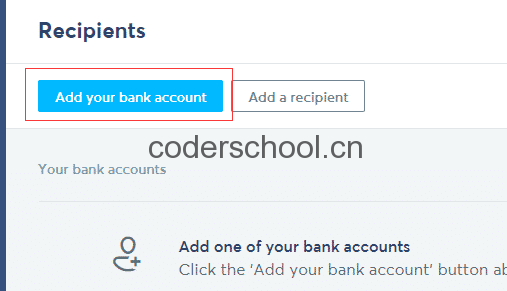 Recipients
Add your bank account
Add a recipient
coderschool.cn
Your bank accounts
Add one of your bank accounts
Click the 'Add your bank account' button ab